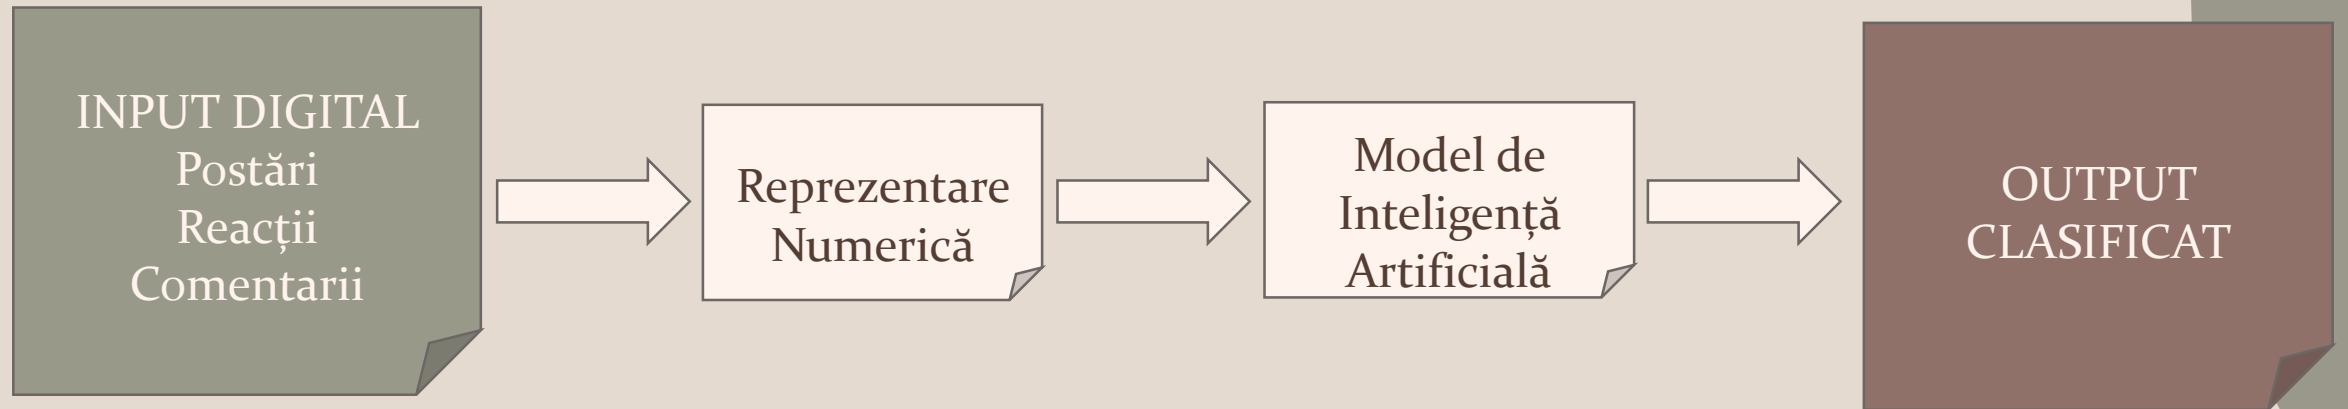 INPUT DIGITAL
Postări
Reacții
Comentarii
Reprezentare
Numerică
Model de
Inteligență
Artificială
OUTPUT
CLASIFICAT